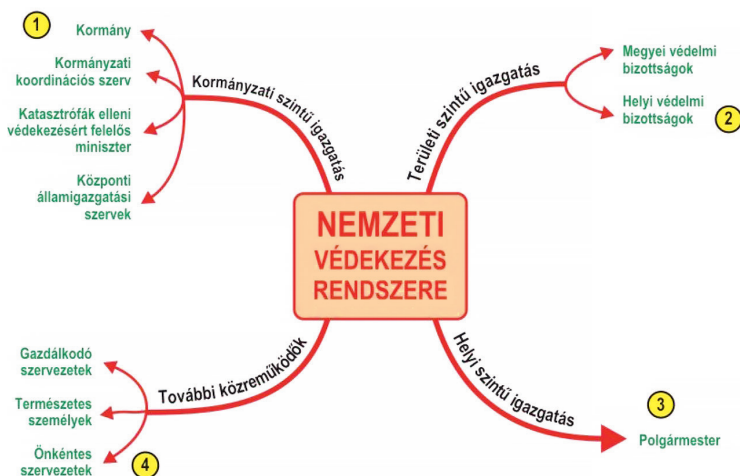 1
Kormány
Kormányzati
koordinációs szerv
Katasztrófák elleni
védekezésért felelős
miniszter
Központi
államigazgatási
szervek
Kormányzati szintű igazgatás
Területi szintű igazgatás
Megyei védelmi
bizottságok
Helyi védelmi
bizottságok
2
NEMZETI
VÉDEKEZÉS
RENDSZERE
Gazdálkodó
szervezetek
Természetes
személyek
Önkéntes
szervezetek
4
További közreműködők
Helyi szintű igazgatás
3
Polgármester